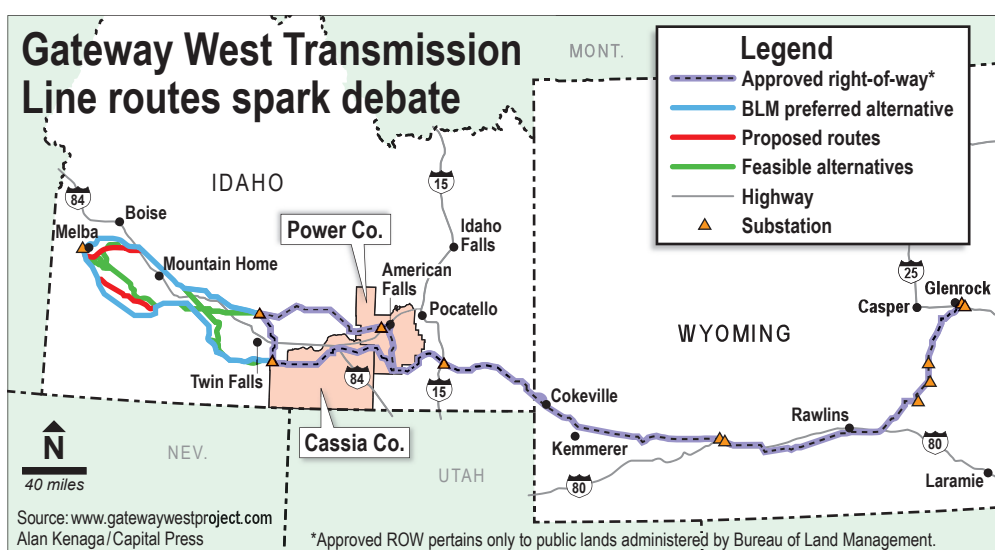 Gateway West Transmission
Line routes spark debate
MONT.
Legend
Approved right-of-way*
BLM preferred alternative
Proposed routes
Feasible alternatives
Highway
Substation
IDAHO
84
Boise
Melba
Mountain Home
Power Co.
15
Idaho
Falls
American
Falls
Pocatello
Twin Falls
84
15
Cassia Co.
WYOMING
25
Glenrock
Casper
Cokeville
Kemmerer
Rawlins
80
80
Laramie
N
40 miles
NEV.
UTAH
Source: www.gatewaywestproject.com
Alan Kenaga/Capital Press
*Approved ROW pertains only to public lands administered by Bureau of Land Management.